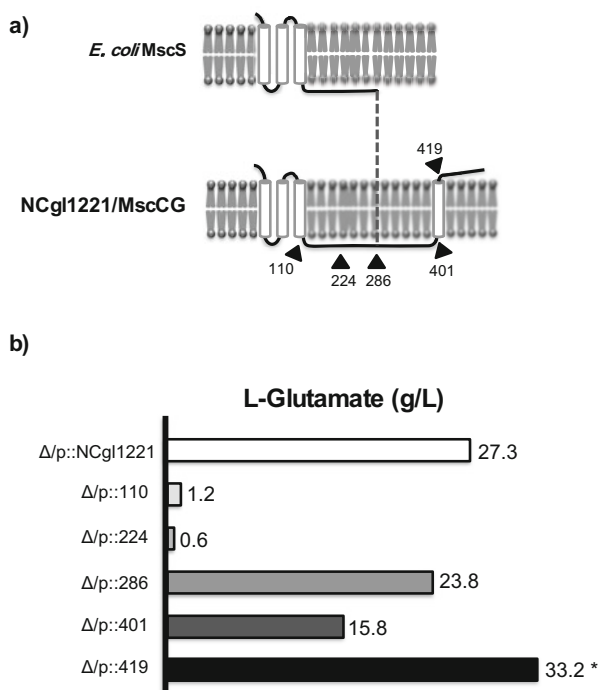 a)
E. coli MscS
419
NCgl1221/MscCG
110
224
286
401
b)
L-Glutamate (g/L)
Δ/p::NCgl1221
27.3
Δ/p::110
1.2
Δ/p::224
0.6
Δ/p::286
23.8
Δ/p::401
15.8
Δ/p::419
33.2 *